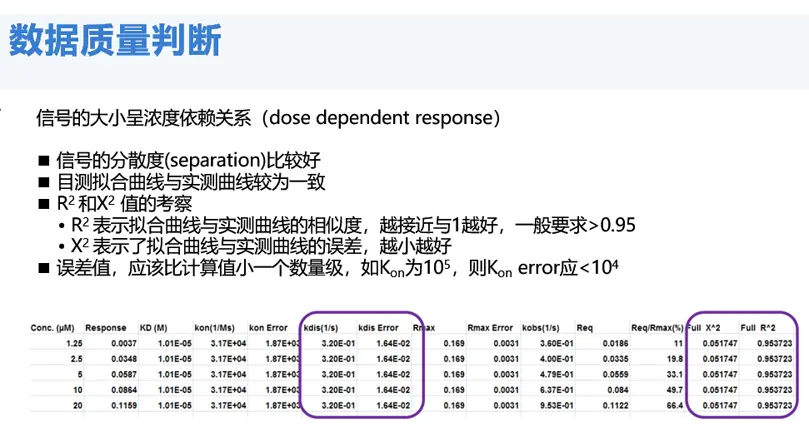 数据质量判断
信号的大小呈浓度依赖关系（dose dependent response）
■ 信号的分散度(separation)比较好
■ 目测拟合曲线与实测曲线较为一致
■ R² 和X² 值的考察
• R² 表示拟合曲线与实测曲线的相似度，越接近与1越好，一般要求>0.95
• X² 表示了拟合曲线与实测曲线的误差，越小越好
■ 误差值，应该比计算值小一个数量级，如Kon为10⁵，则Kon error应<10⁴
Conc. (µM) Response KD (M) kon(1/Ms) kon Error kdis(1/s) kdis Error Rmax Rmax Error kobs(1/s) Req Req/Rmax(%) Full X^2 Full R^2
1.25 0.0037 1.01E-05 3.17E+04 1.87E+03 3.20E-01 1.64E-02 0.169 0.0031 3.60E-01 0.0186 11 0.051747 0.953723
2.5 0.0348 1.01E-05 3.17E+04 1.87E+03 3.20E-01 1.64E-02 0.169 0.0031 4.00E-01 0.0335 19.8 0.051747 0.953723
5 0.0587 1.01E-05 3.17E+04 1.87E+03 3.20E-01 1.64E-02 0.169 0.0031 4.79E-01 0.0559 33.1 0.051747 0.953723
10 0.0864 1.01E-05 3.17E+04 1.87E+03 3.20E-01 1.64E-02 0.169 0.0031 6.37E-01 0.084 49.7 0.051747 0.953723
20 0.1159 1.01E-05 3.17E+04 1.87E+03 3.20E-01 1.64E-02 0.169 0.0031 9.53E-01 0.1122 66.4 0.051747 0.953723